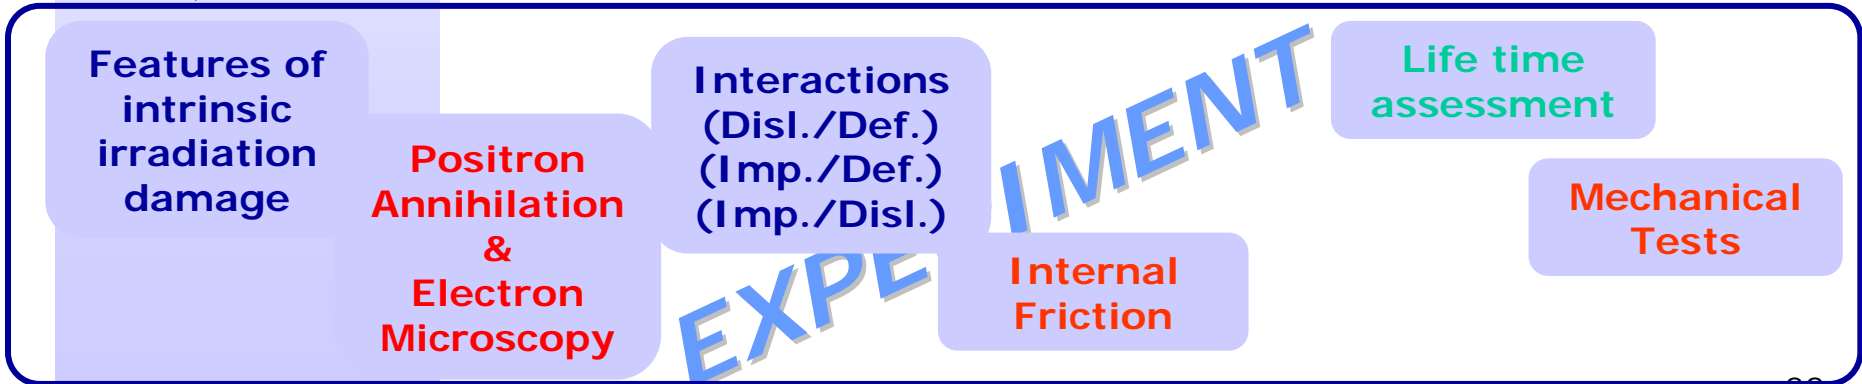 Features of
intrinsic
irradiation
damage
Positron
Annihilation
&
Electron
Microscopy
Interactions
(Disl./Def.)
(Imp./Def.)
(Imp./Disl.)
Internal
Friction
Life time
assessment
Mechanical
Tests